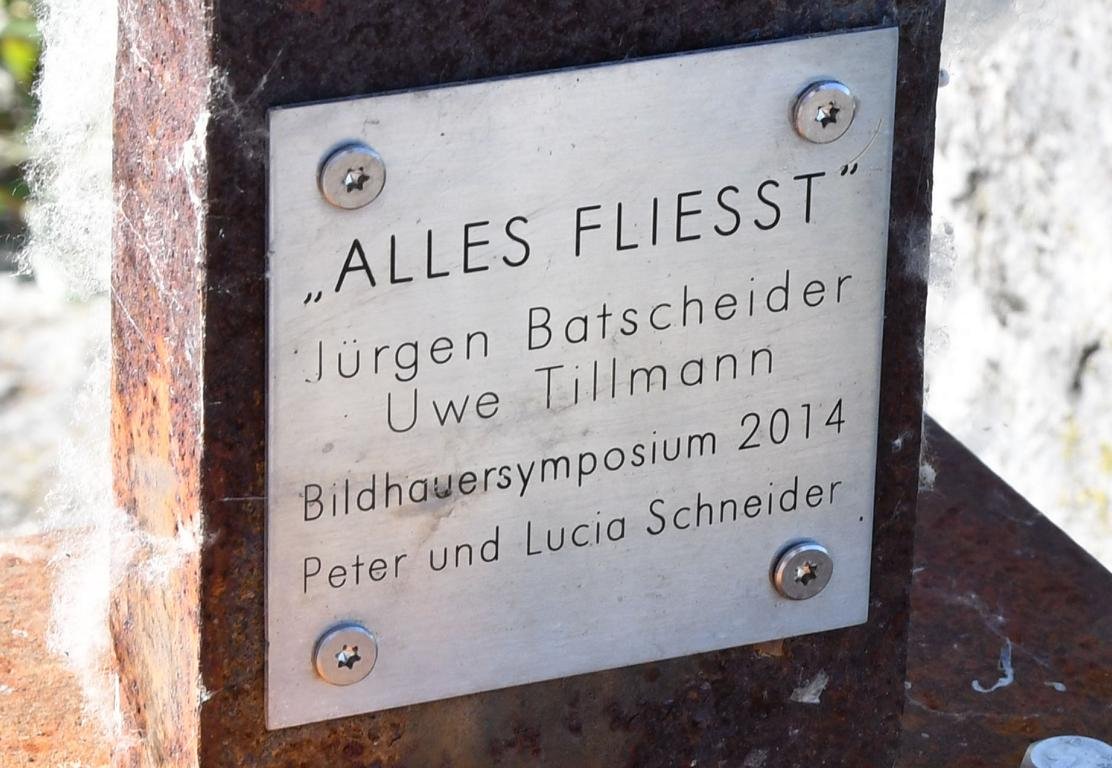 „ALLES FLIESST”
Jürgen Batscheider
Uwe Tillmann
Bildhauersymposium 2014
Peter und Lucia Schneider